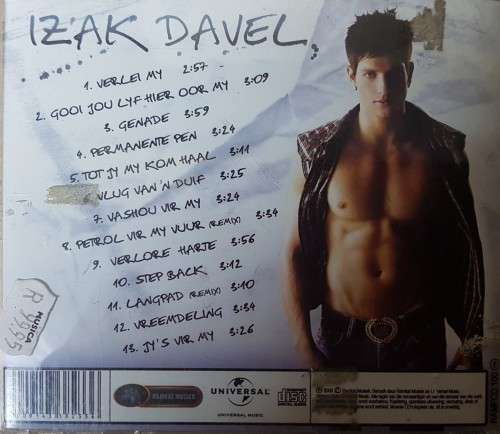 IZAK DAVEL
1. VERLEI MY 2:57
2. GOOI JOU LYF HIER OOR MY 3:09
3. GENADE 3:59
4. PERMANENTE PEN 3:24
5. TOT JY MY KOM HAAL 3:11
VLUG VAN 'N DUIF 3:25
7. VASHOU VIR MY 3:24
8. PETROL VIR MY VUUR (REMIX) 3:34
9. VERLORE HARTE 3:56
10. STEP BACK 3:12
11. LANGPAD (REMIX) 3:10
12. VREEMDELING 3:34
13. JY'S VIR MY 3:26
MUSICA
UNIVERSAL
UNIVERSAL MUSIC